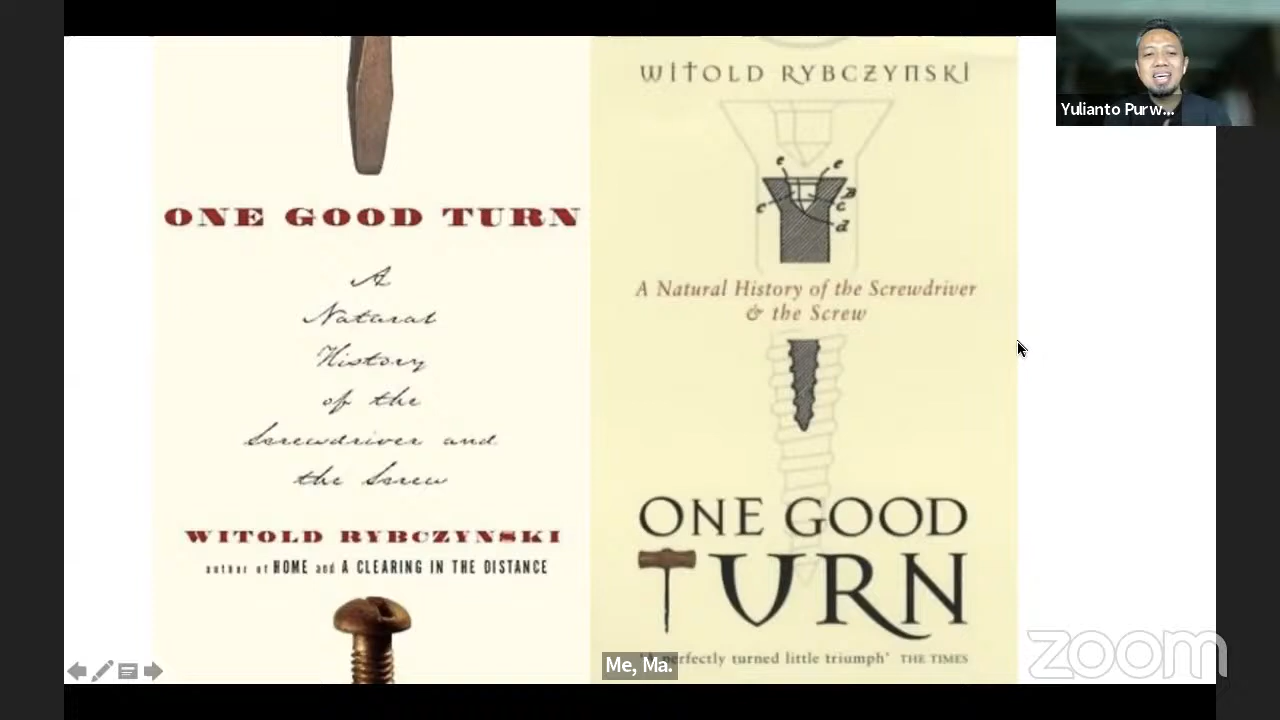 ONE GOOD TURN
A
Natural
History
of the
Screwdriver and
the Screw
WITOLD RYBCZYNSKI
author of HOME and A CLEARING IN THE DISTANCE
WITOLD RYBCZYNSKI
e e
B
e c
d
A Natural History of the Screwdriver
& the Screw
ONE GOOD
TURN
'A perfectly turned little triumph' THE TIMES
Me, Ma.
Yulianto Purw...
zoom